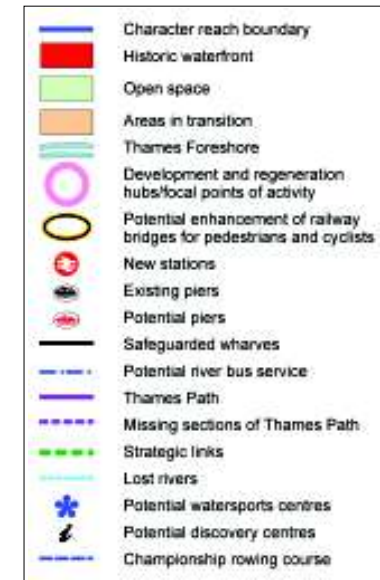 Character reach boundary
Historic waterfront
Open space
Areas in transition
Thames Foreshore
Development and regeneration
hubs/focal points of activity
Potential enhancement of railway
bridges for pedestrians and cyclists
New stations
Existing piers
Potential piers
Safeguarded wharves
Potential river bus service
Thames Path
Missing sections of Thames Path
Strategic links
Lost rivers
Potential watersports centres
Potential discovery centres
Championship rowing course